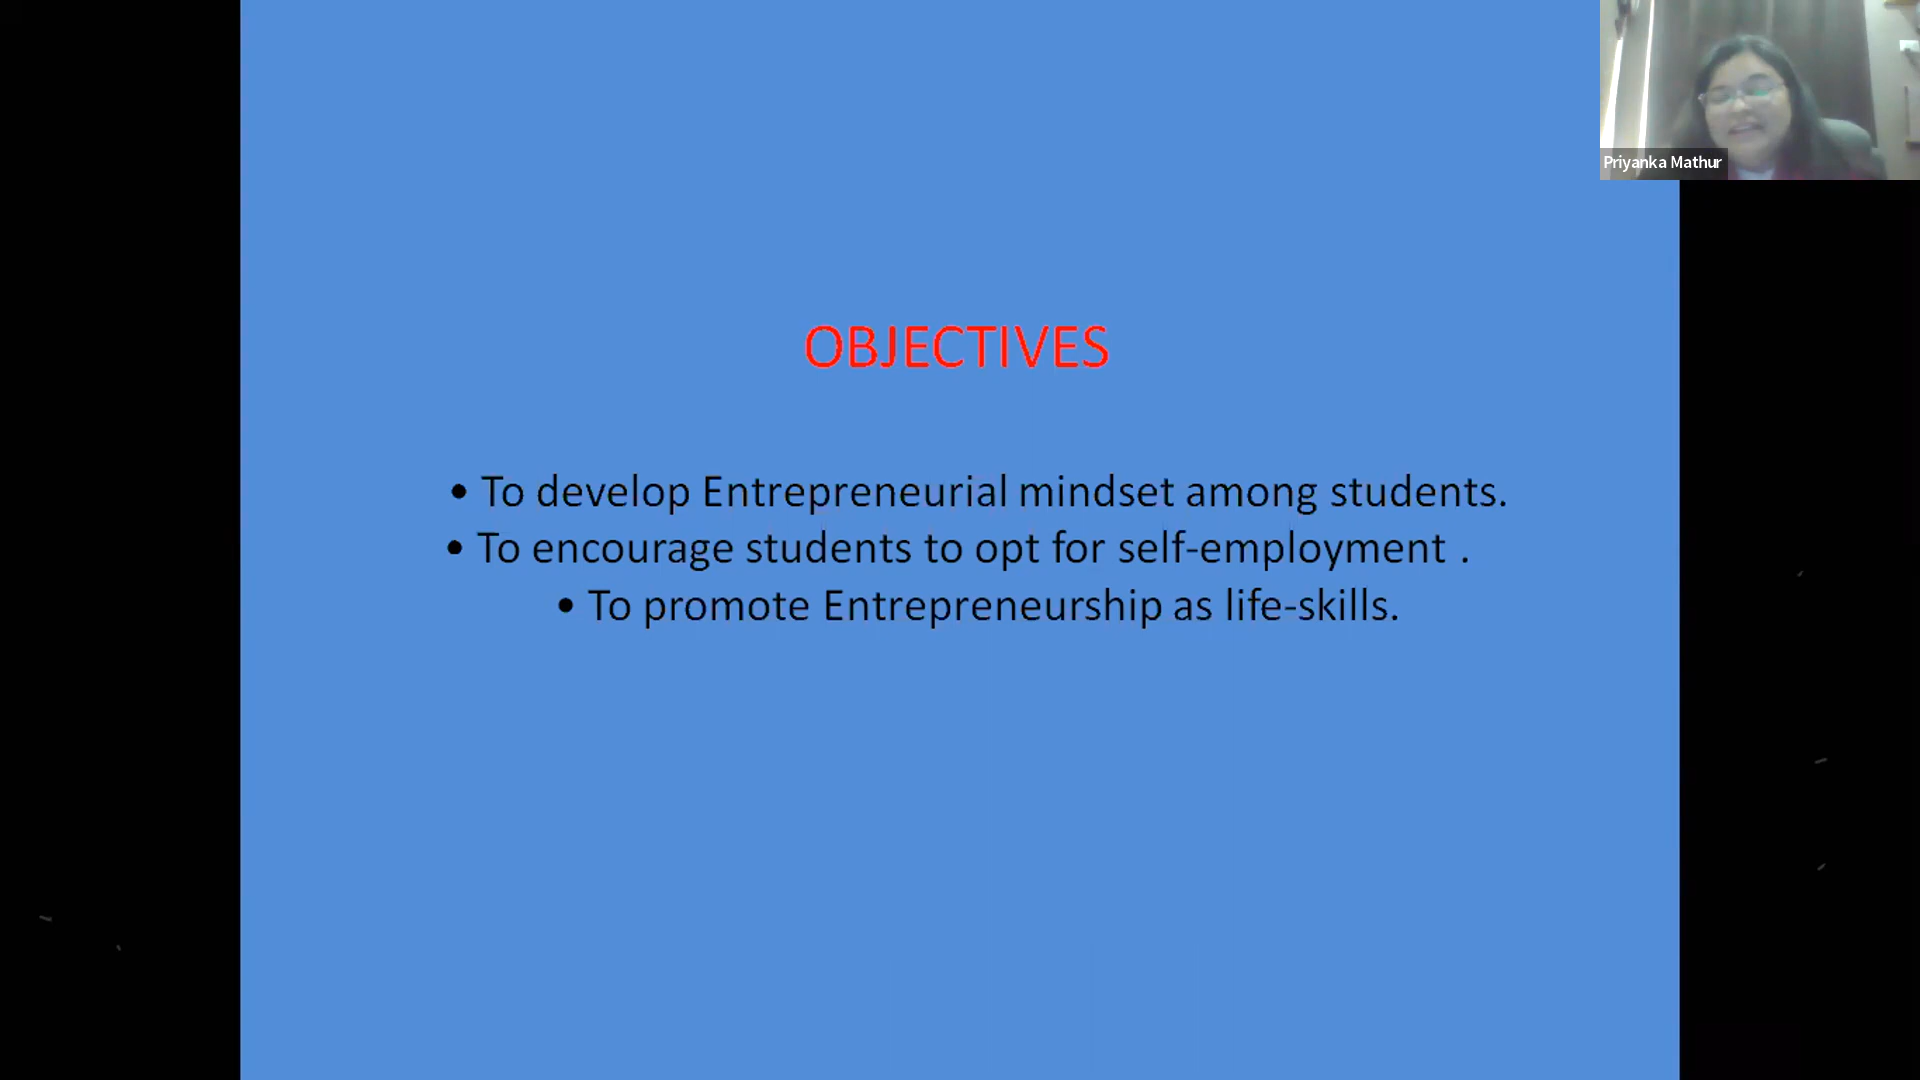 Priyanka Mathur
OBJECTIVES
• To develop Entrepreneurial mindset among students.
• To encourage students to opt for self-employment .
• To promote Entrepreneurship as life-skills.